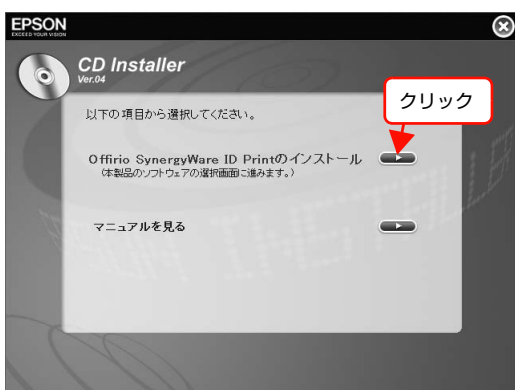 EPSON
EXCEED YOUR VISION
CD Installer
Ver.04
クリック
以下の項目から選択してください。
Offirio SynergyWare ID Printのインストール
(本製品のソフトウェアの選択画面に進みます。)
マニュアルを見る